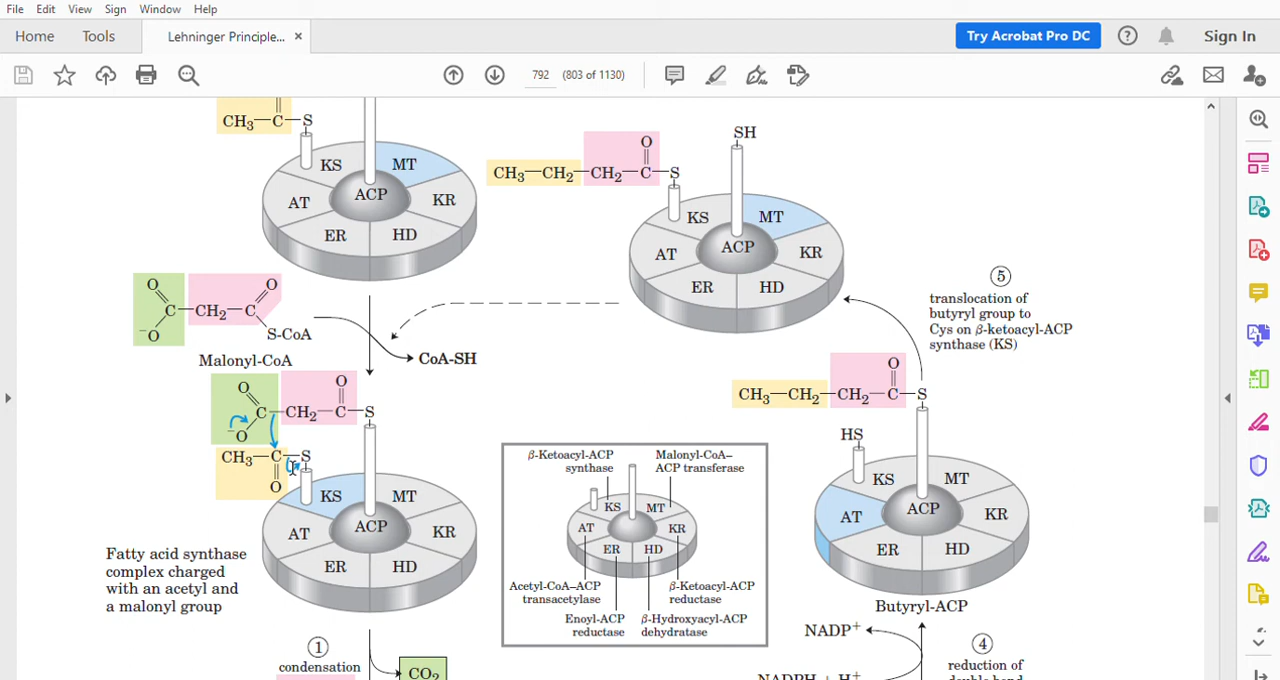 File Edit View Sign Window Help
Home Tools Lehninger Principle... × Try Acrobat Pro DC ? Sign In
792 (803 of 1130)
CH₃—C—S
KS MT
AT ACP KR
ER HD
SH
O
CH₃—CH₂—CH₂—C—S
KS MT
AT ACP KR
ER HD
O O
C—CH₂—C
⁻O S-CoA
Malonyl-CoA
CoA-SH
5
translocation of
butyryl group to
Cys on β-ketoacyl-ACP
synthase (KS)
O O
C—CH₂—C—S
⁻O
CH₃—C—S
O
KS MT
AT ACP KR
ER HD
Fatty acid synthase
complex charged
with an acetyl and
a malonyl group
1
condensation
CO₂
β-Ketoacyl-ACP
synthase
Malonyl-CoA–
ACP transferase
KS MT
AT KR
ER HD
Acetyl-CoA–ACP
transacetylase
β-Ketoacyl-ACP
reductase
Enoyl-ACP
reductase
β-Hydroxyacyl-ACP
dehydratase
O
CH₃—CH₂—CH₂—C—S
HS
KS MT
AT ACP KR
ER HD
Butyryl-ACP
NADP⁺
4
reduction of
double bond
NADPH + H⁺